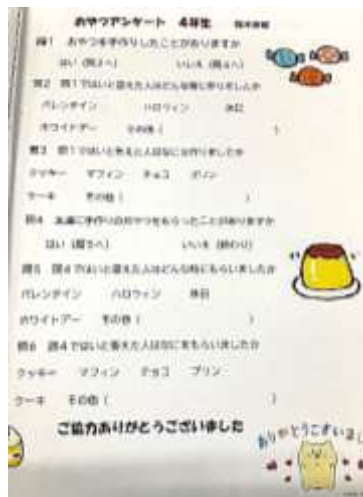 おやつアンケート 4年生
問1 おやつを手作りしたことがありますか
はい（問2へ） いいえ（問4へ）
問2 問1ではいと答えた人はどんな時に作りましたか
バレンタイン ハロウィン 休日
ホワイトデー その他（ ）
問3 問1ではいと答えた人はなにを作りましたか
クッキー マフィン チョコ プリン
ケーキ その他（ ）
問4 友達に手作りのおやつをもらったことがありますか
はい（問5へ） いいえ（終わり）
問5 問4ではいと答えた人はどんな時にもらいましたか
バレンタイン ハロウィン 休日
ホワイトデー その他（ ）
問6 問4ではいと答えた人はなにをもらいましたか
クッキー マフィン チョコ プリン
ケーキ その他（ ）
ご協力ありがとうございました
ありがとうございまし